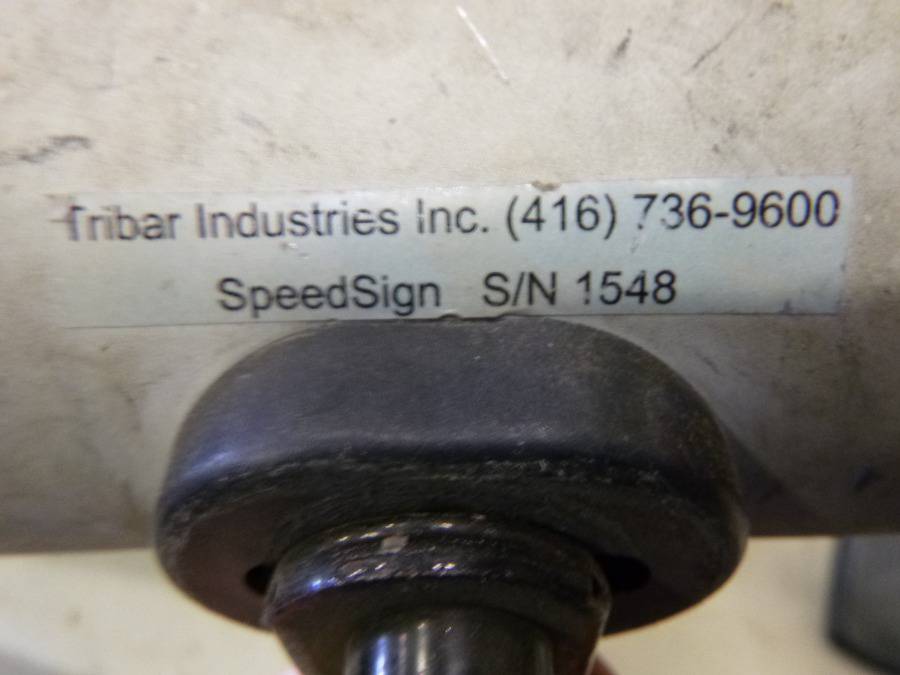 Tribar Industries Inc. (416) 736-9600
SpeedSign S/N 1548